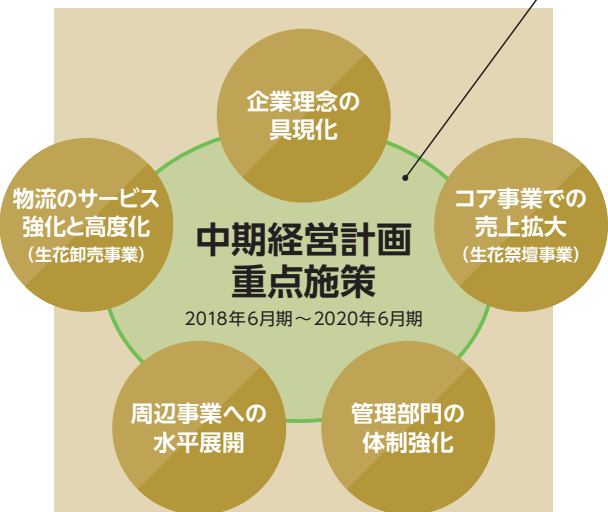 企業理念の
具現化
物流のサービス
強化と高度化
（生花卸売事業）
コア事業での
売上拡大
（生花祭壇事業）
中期経営計画
重点施策
2018年6月期～2020年6月期
周辺事業への
水平展開
管理部門の
体制強化